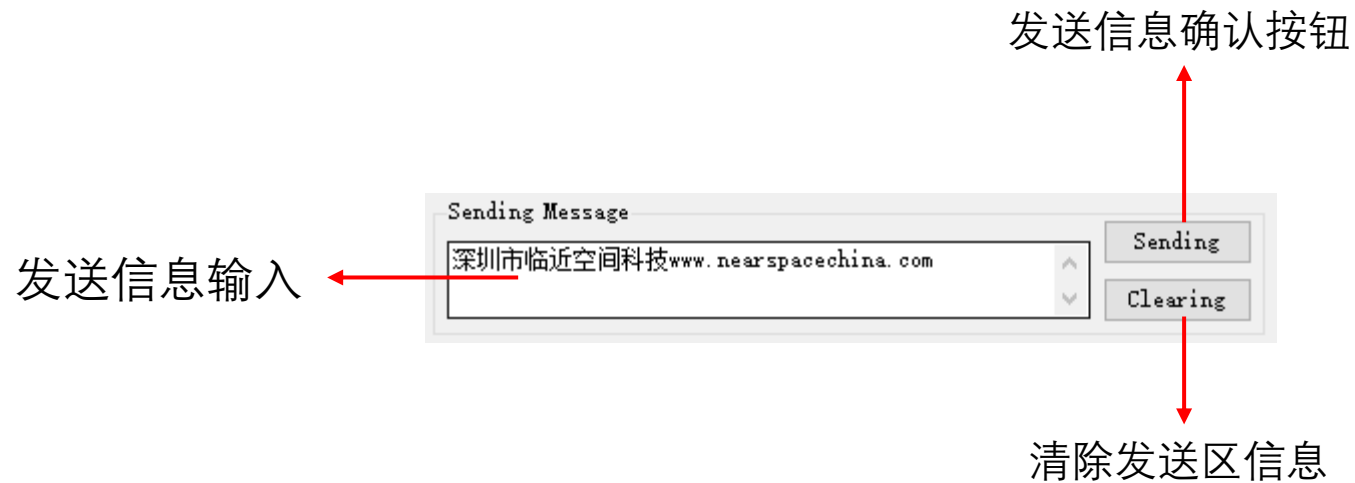 发送信息确认按钮
Sending Message
Sending
深圳市临近空间科技www.nearspacechina.com
发送信息输入
Clearing
清除发送区信息